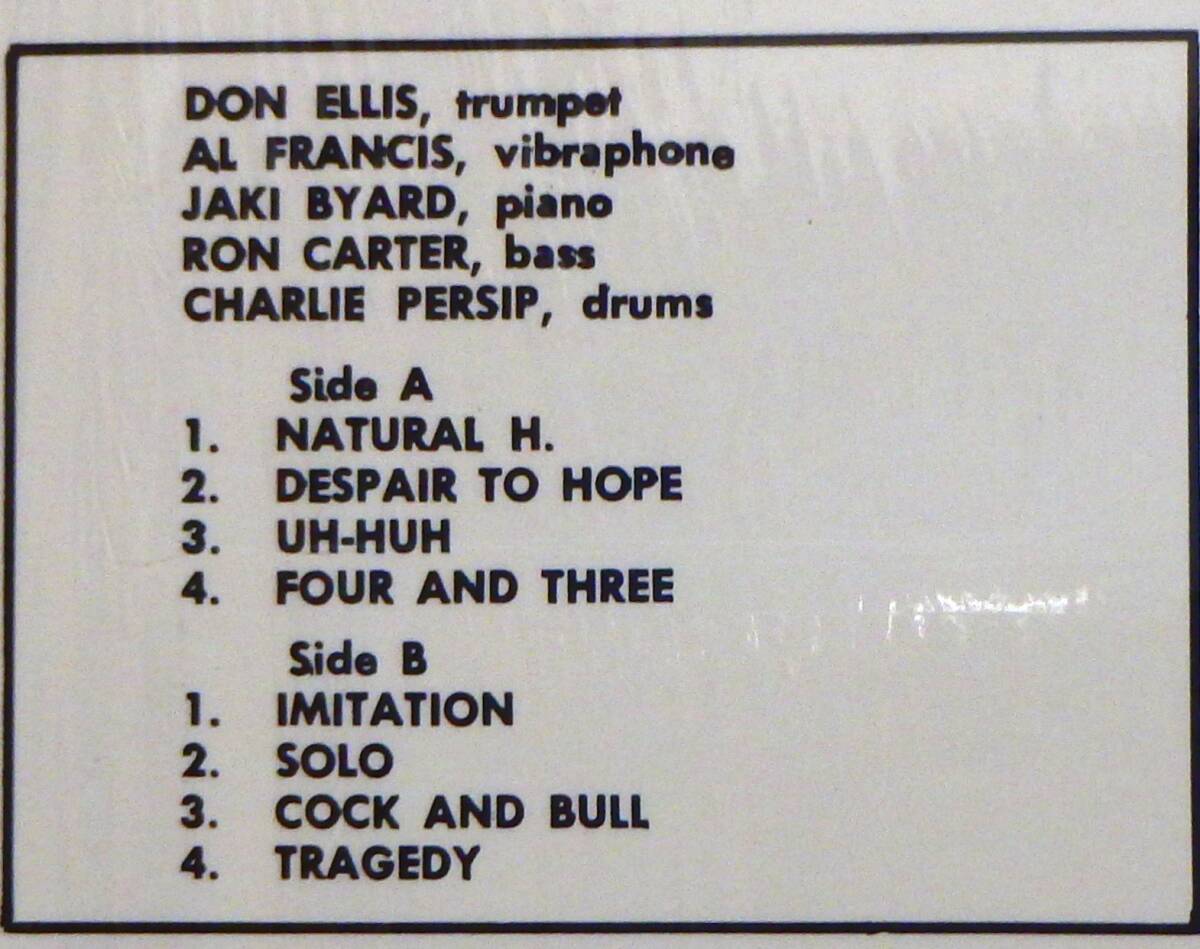 DON ELLIS, trumpet
AL FRANCIS, vibraphone
JAKI BYARD, piano
RON CARTER, bass
CHARLIE PERSIP, drums
Side A
1. NATURAL H.
2. DESPAIR TO HOPE
3. UH-HUH
4. FOUR AND THREE
Side B
1. IMITATION
2. SOLO
3. COCK AND BULL
4. TRAGEDY